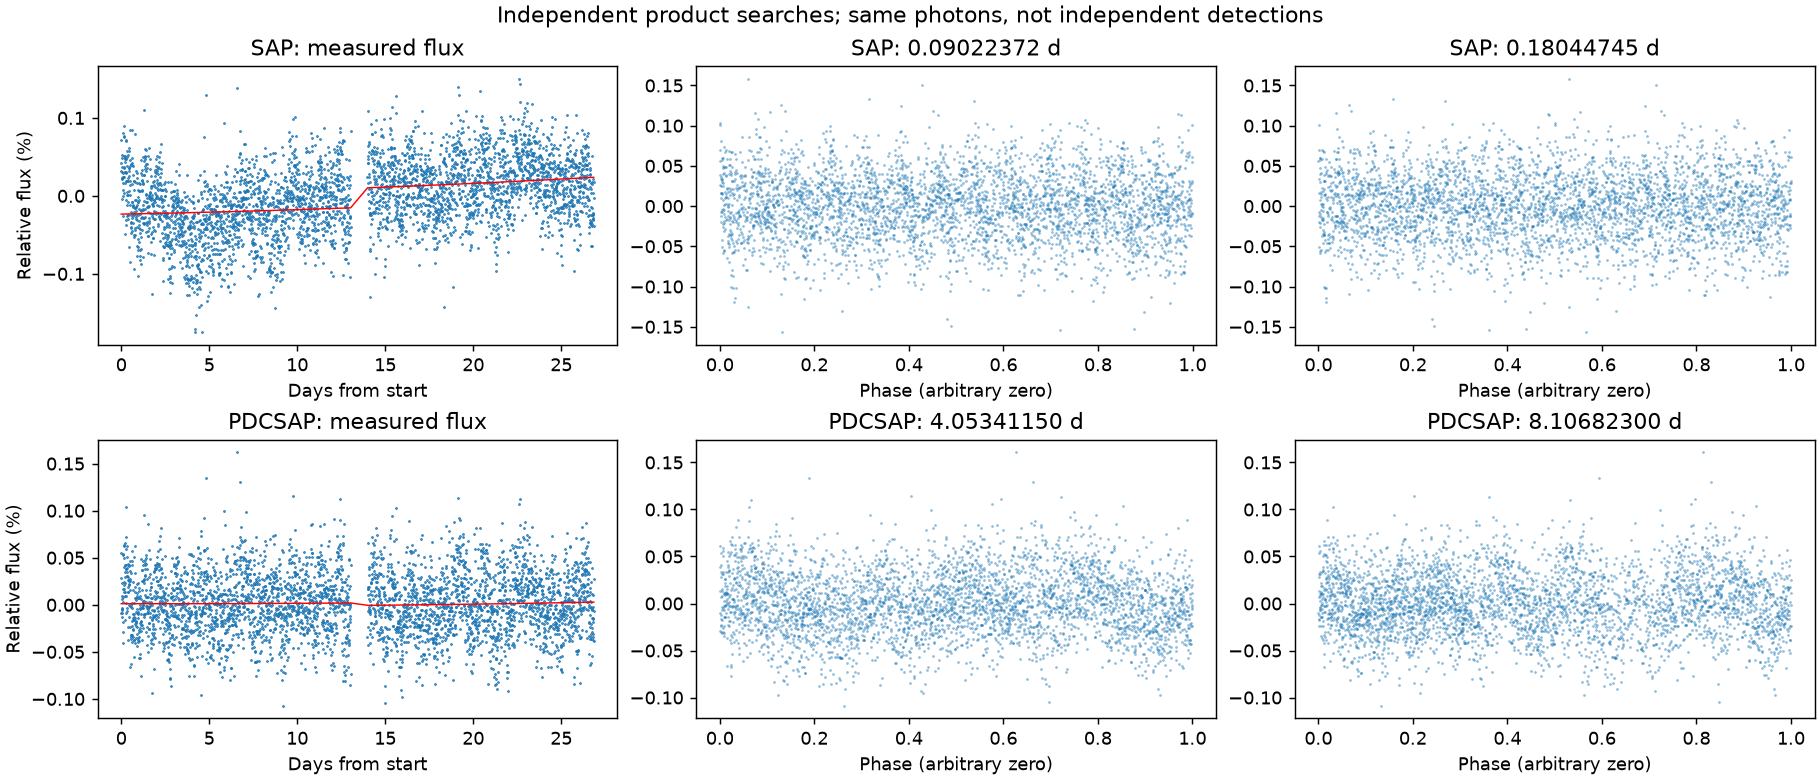 Independent product searches; same photons, not independent detections
SAP: measured flux
SAP: 0.09022372 d
SAP: 0.18044745 d
Relative flux (%)
0.1
0.0
−0.1
0 5 10 15 20 25
Days from start
0.15
0.10
0.05
0.00
−0.05
−0.10
−0.15
0.0 0.2 0.4 0.6 0.8 1.0
Phase (arbitrary zero)
0.15
0.10
0.05
0.00
−0.05
−0.10
−0.15
0.0 0.2 0.4 0.6 0.8 1.0
Phase (arbitrary zero)
PDCSAP: measured flux
PDCSAP: 4.05341150 d
PDCSAP: 8.10682300 d
Relative flux (%)
0.15
0.10
0.05
0.00
−0.05
−0.10
0 5 10 15 20 25
Days from start
0.15
0.10
0.05
0.00
−0.05
−0.10
0.0 0.2 0.4 0.6 0.8 1.0
Phase (arbitrary zero)
0.15
0.10
0.05
0.00
−0.05
−0.10
0.0 0.2 0.4 0.6 0.8 1.0
Phase (arbitrary zero)